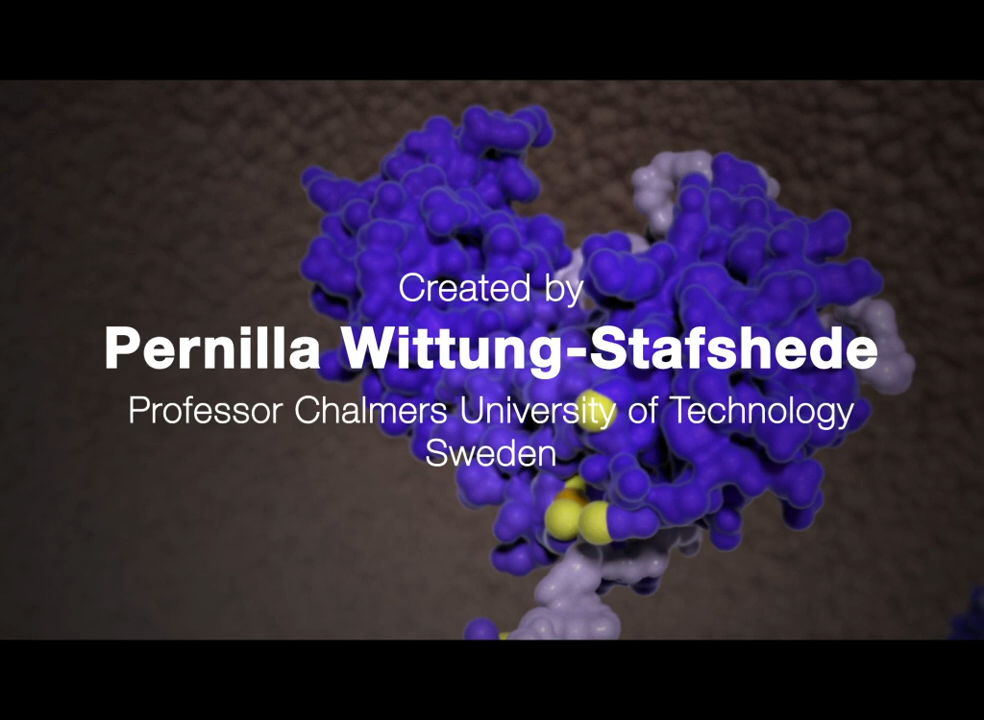 Created by
Pernilla Wittung-Stafshede
Professor Chalmers University of Technology
Sweden